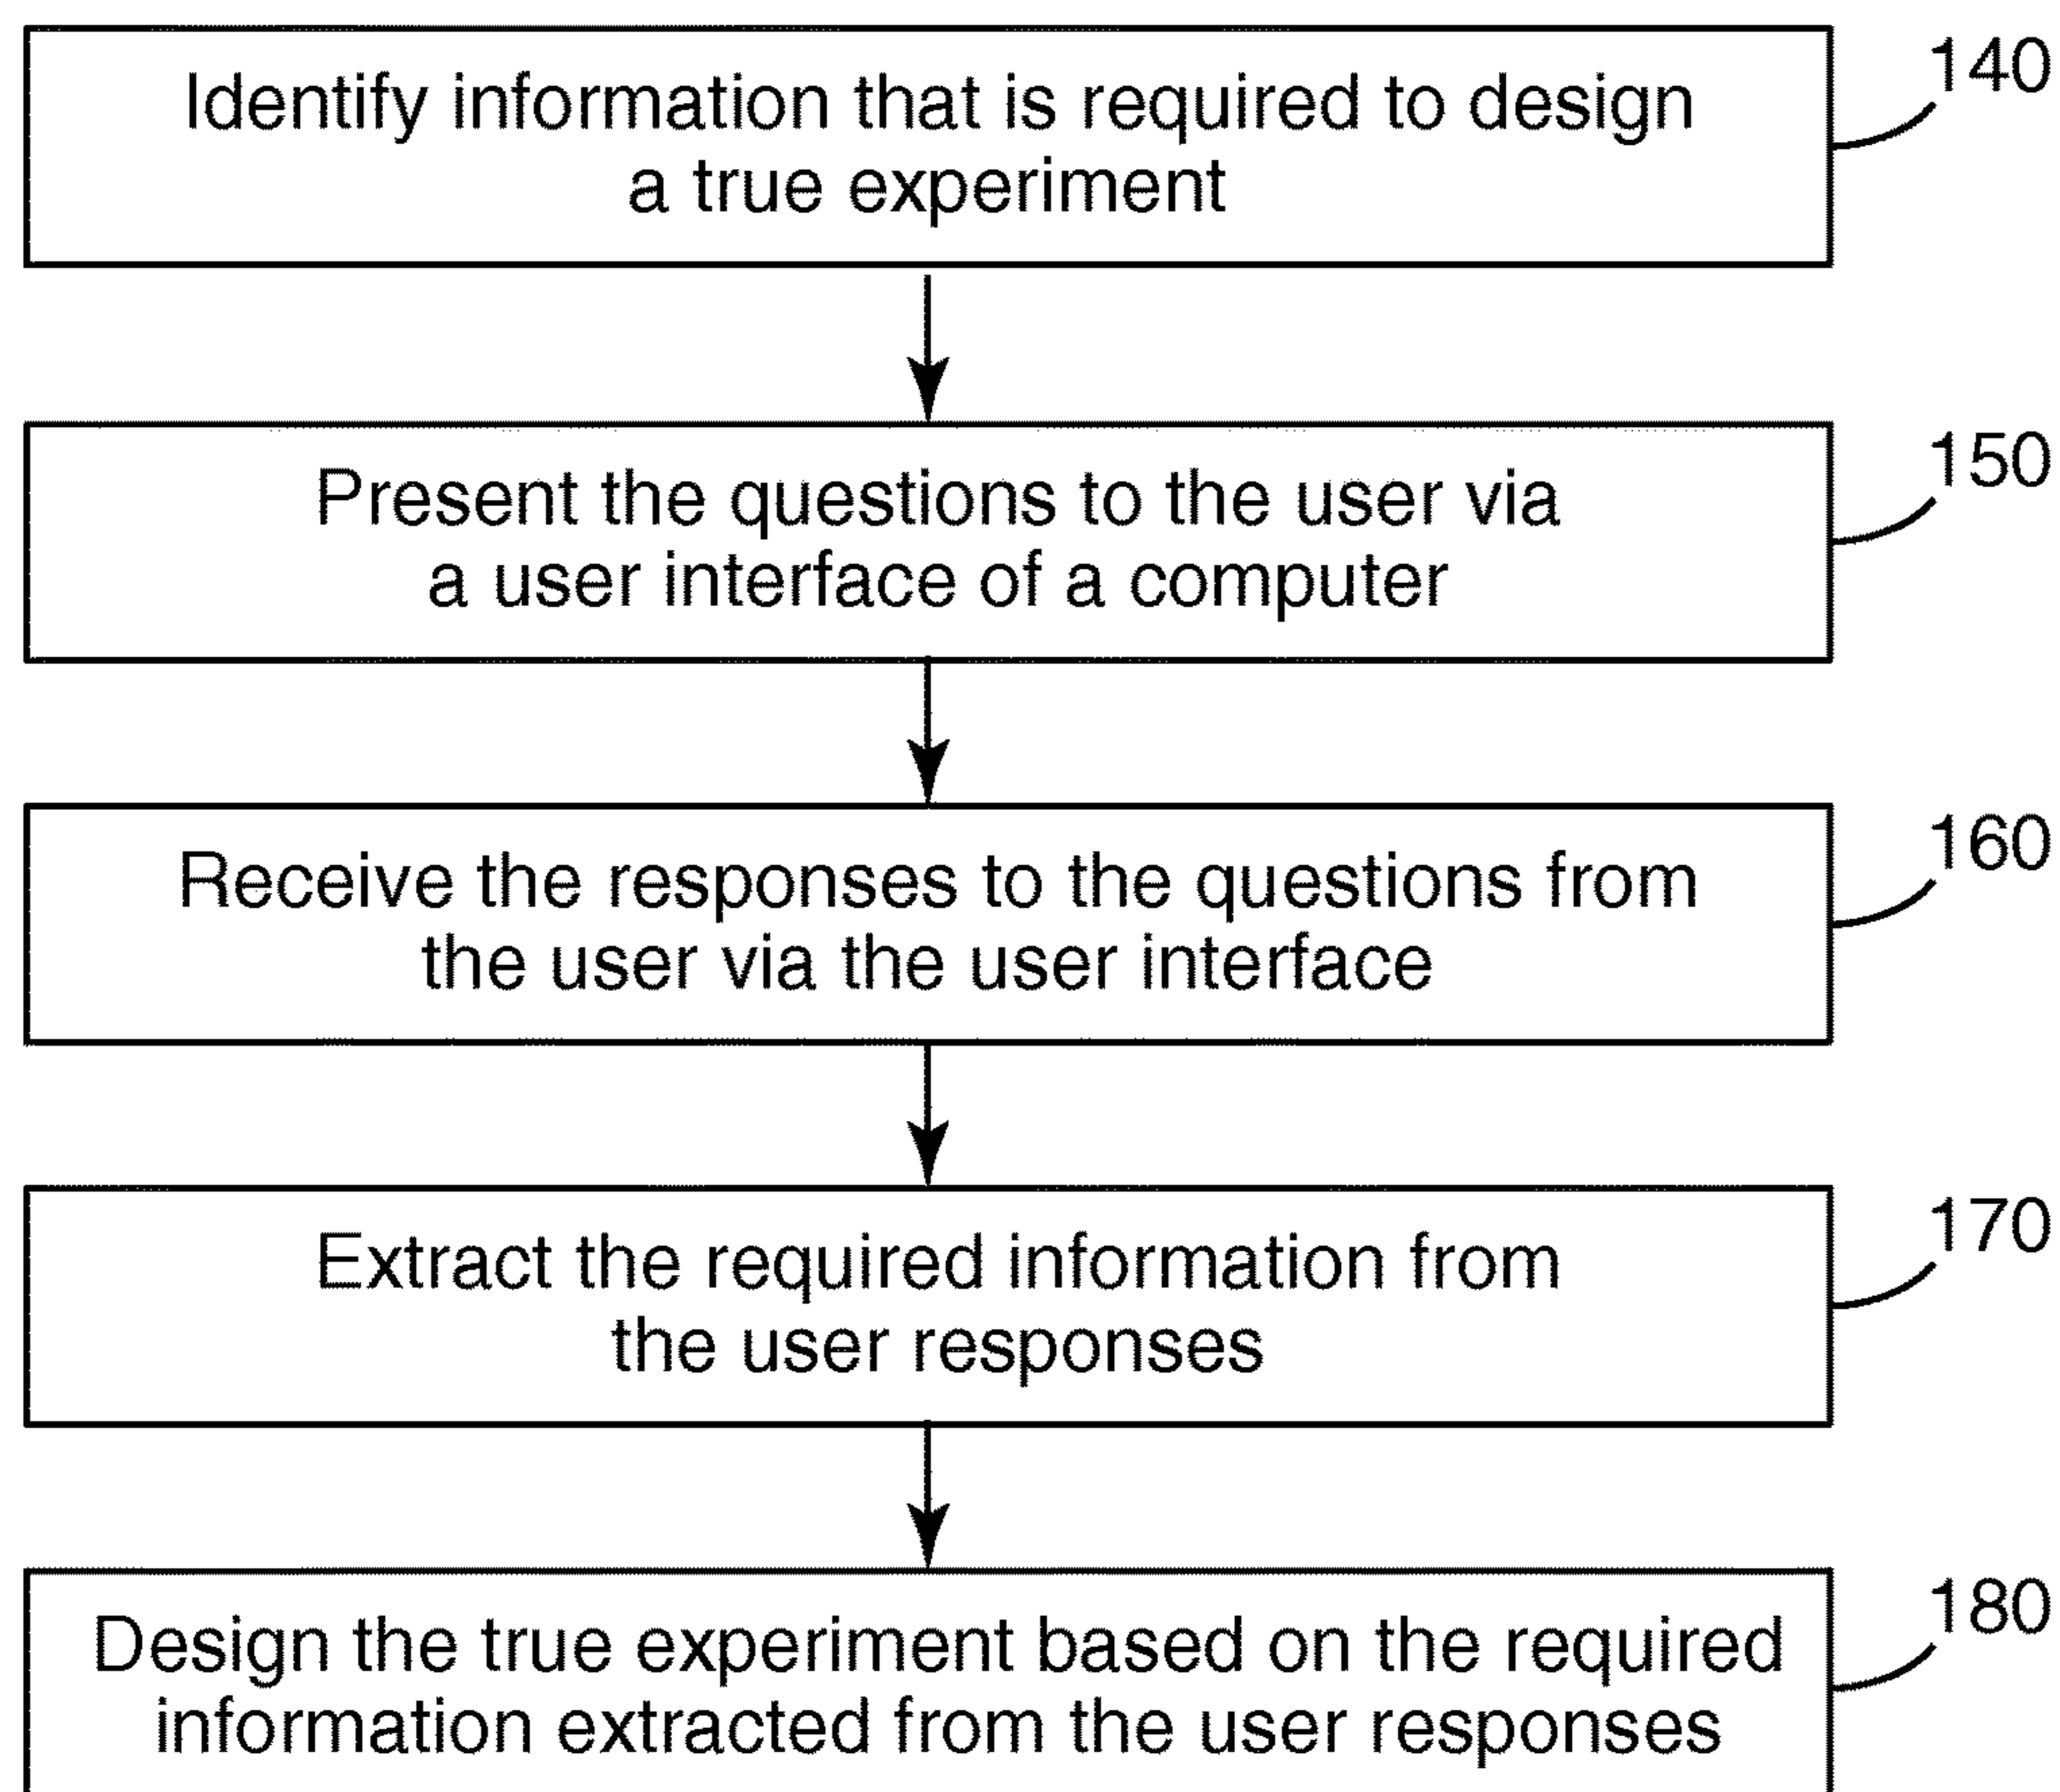 Identify information that is required to design
a true experiment
140
Present the questions to the user via
a user interface of a computer
150
Receive the responses to the questions from
the user via the user interface
160
Extract the required information from
the user responses
170
Design the true experiment based on the required
information extracted from the user responses
180